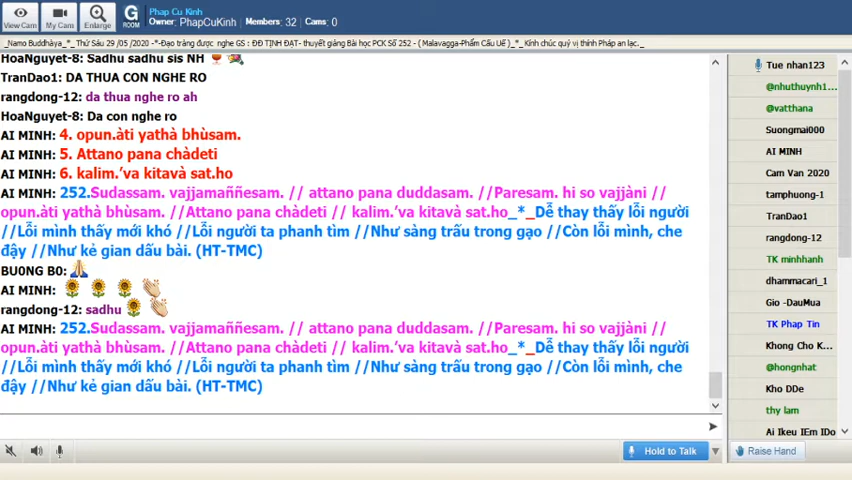 View Cam
My Cam
Enlarge
G
ROOM
Phap Cu Kinh
Owner: PhapCuKinh Members: 32 Cams: 0
_Namo Buddhàya_*_ Thứ Sáu 29 /05 /2020 -*-Đạo tràng được nghe GS : ĐĐ TỊNH ĐẠT- thuyết giảng Bài học PCK Số 252 - ( Malavagga-Phẩm Cấu Uế )_*_ Kính chúc quý vị thính Pháp an lạc._
HoaNguyet-8: Sadhu sadhu sis NH
TranDao1: DA THUA CON NGHE RO
rangdong-12: da thua nghe ro ah
HoaNguyet-8: Da con nghe ro
AI MINH: 4. opun.àti yathà bhùsam.
AI MINH: 5. Attano pana chàdeti
AI MINH: 6. kalim.’va kitavà sat.ho
AI MINH: 252.Sudassam. vajjamaññesam. // attano pana duddasam. //Paresam. hi so vajjàni //
opun.àti yathà bhùsam. //Attano pana chàdeti // kalim.’va kitavà sat.ho_*_Dễ thay thấy lỗi người
//Lỗi mình thấy mới khó //Lỗi người ta phanh tìm //Như sàng trấu trong gạo //Còn lỗi mình, che
đậy //Như kẻ gian dấu bài. (HT-TMC)
BU0NG B0:
AI MINH:
rangdong-12: sadhu
AI MINH: 252.Sudassam. vajjamaññesam. // attano pana duddasam. //Paresam. hi so vajjàni //
opun.àti yathà bhùsam. //Attano pana chàdeti // kalim.’va kitavà sat.ho_*_Dễ thay thấy lỗi người
//Lỗi mình thấy mới khó //Lỗi người ta phanh tìm //Như sàng trấu trong gạo //Còn lỗi mình, che
đậy //Như kẻ gian dấu bài. (HT-TMC)
Hold to Talk
Tue nhan123
@nhuthuynh1...
@vatthana
Suongmai000
AI MINH
Cam Van 2020
tamphuong-1
TranDao1
rangdong-12
TK minhhanh
dhammacari_1
Gio -DauMua
TK Phap Tin
Khong Cho K...
@hongnhat
Kho DDe
thy lam
Ai Ikeu IEm IDo
Raise Hand